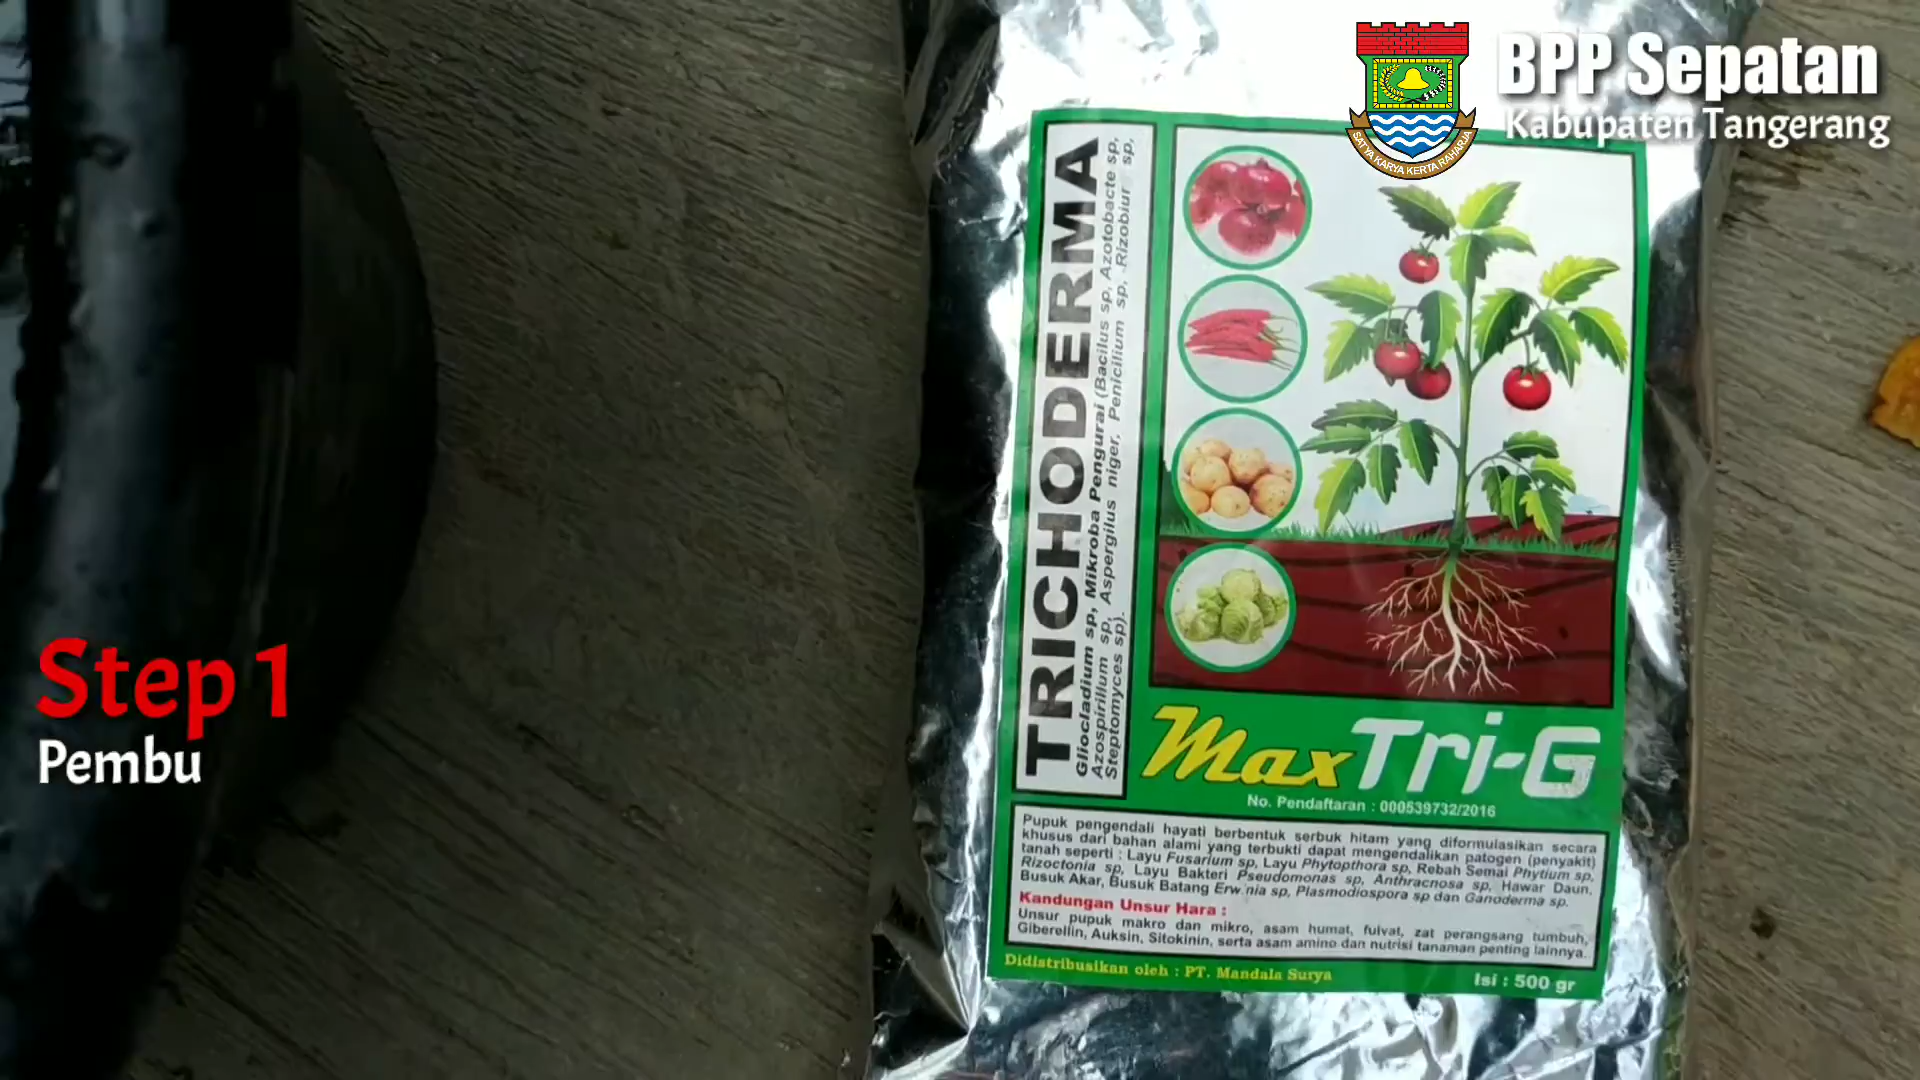 BPP Sepatan
Kabupaten Tangerang
SATYA KARYA KERTA RAHARJA
TRICHODERMA
Gliocladium sp, Mikroba Pengurai (Bacilus sp, Azotobacte sp,
Azospirillum sp, Aspergilus niger, Penicilium sp, Rizobiur sp,
Steptomyces sp).
MaxTri-G
No. Pendaftaran : 000539732/2016
Pupuk pengendali hayati berbentuk serbuk hitam yang diformulasikan secara
khusus dari bahan alami yang terbukti dapat mengendalikan patogen (penyakit)
tanah seperti : Layu Fusarium sp, Layu Phytopthora sp, Rebah Semai Phytium sp,
Rizoctonia sp, Layu Bakteri Pseudomonas sp, Anthracnosa sp, Hawar Daun,
Busuk Akar, Busuk Batang Erw nia sp, Plasmodiospora sp dan Ganoderma sp.
Kandungan Unsur Hara :
Unsur pupuk makro dan mikro, asam humat, fulvat, zat perangsang tumbuh,
Giberellin, Auksin, Sitokinin, serta asam amino dan nutrisi tanaman penting lainnya.
Didistribusikan oleh : PT. Mandala Surya
Isi : 500 gr
Step 1
Pembu